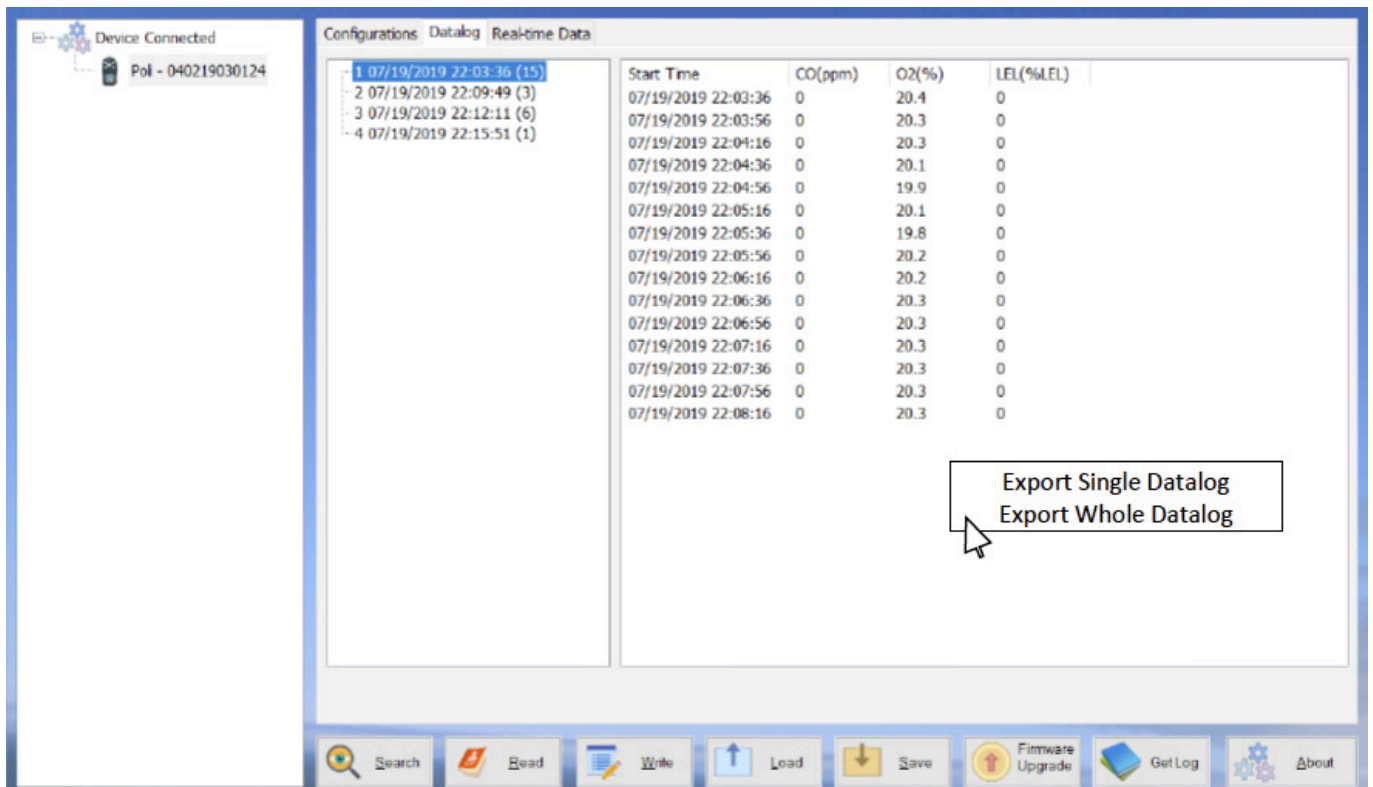 Device Connected
Poli - 040219030124
Configurations Datalog Real-time Data
1 07/19/2019 22:03:36 (15)
2 07/19/2019 22:09:49 (3)
3 07/19/2019 22:12:11 (6)
4 07/19/2019 22:15:51 (1)
Start Time CO(ppm) O2(%) LEL(%LEL)
07/19/2019 22:03:36 0 20.4 0
07/19/2019 22:03:56 0 20.3 0
07/19/2019 22:04:16 0 20.3 0
07/19/2019 22:04:36 0 20.1 0
07/19/2019 22:04:56 0 19.9 0
07/19/2019 22:05:16 0 20.1 0
07/19/2019 22:05:36 0 19.8 0
07/19/2019 22:05:56 0 20.2 0
07/19/2019 22:06:16 0 20.2 0
07/19/2019 22:06:36 0 20.3 0
07/19/2019 22:06:56 0 20.3 0
07/19/2019 22:07:16 0 20.3 0
07/19/2019 22:07:36 0 20.3 0
07/19/2019 22:07:56 0 20.3 0
07/19/2019 22:08:16 0 20.3 0
Export Single Datalog
Export Whole Datalog
Search Read Write Load Save Firmware Upgrade Get Log About